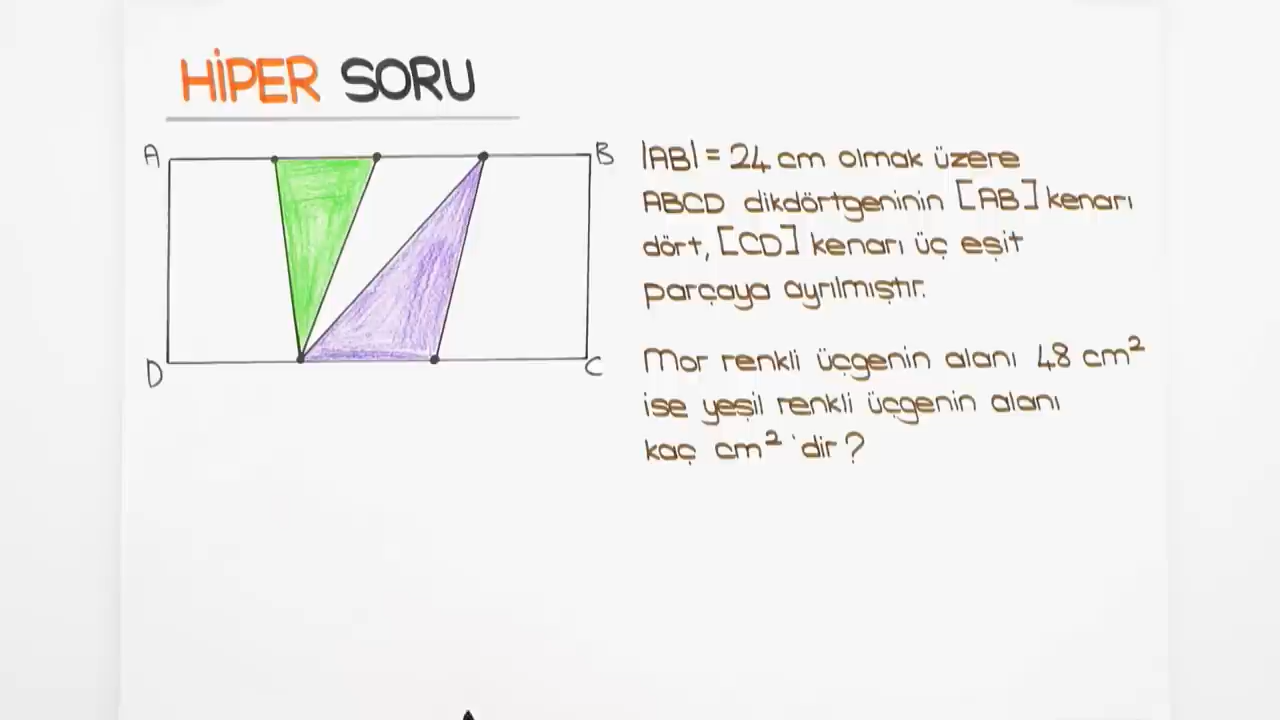 HİPER SORU
A
B
D
C
|AB| = 24 cm olmak üzere
ABCD dikdörtgeninin [AB] kenarı
dört, [CD] kenarı üç eşit
parçaya ayrılmıştır.
Mor renkli üçgenin alanı 48 cm²
ise yeşil renkli üçgenin alanı
kaç cm² 'dir ?